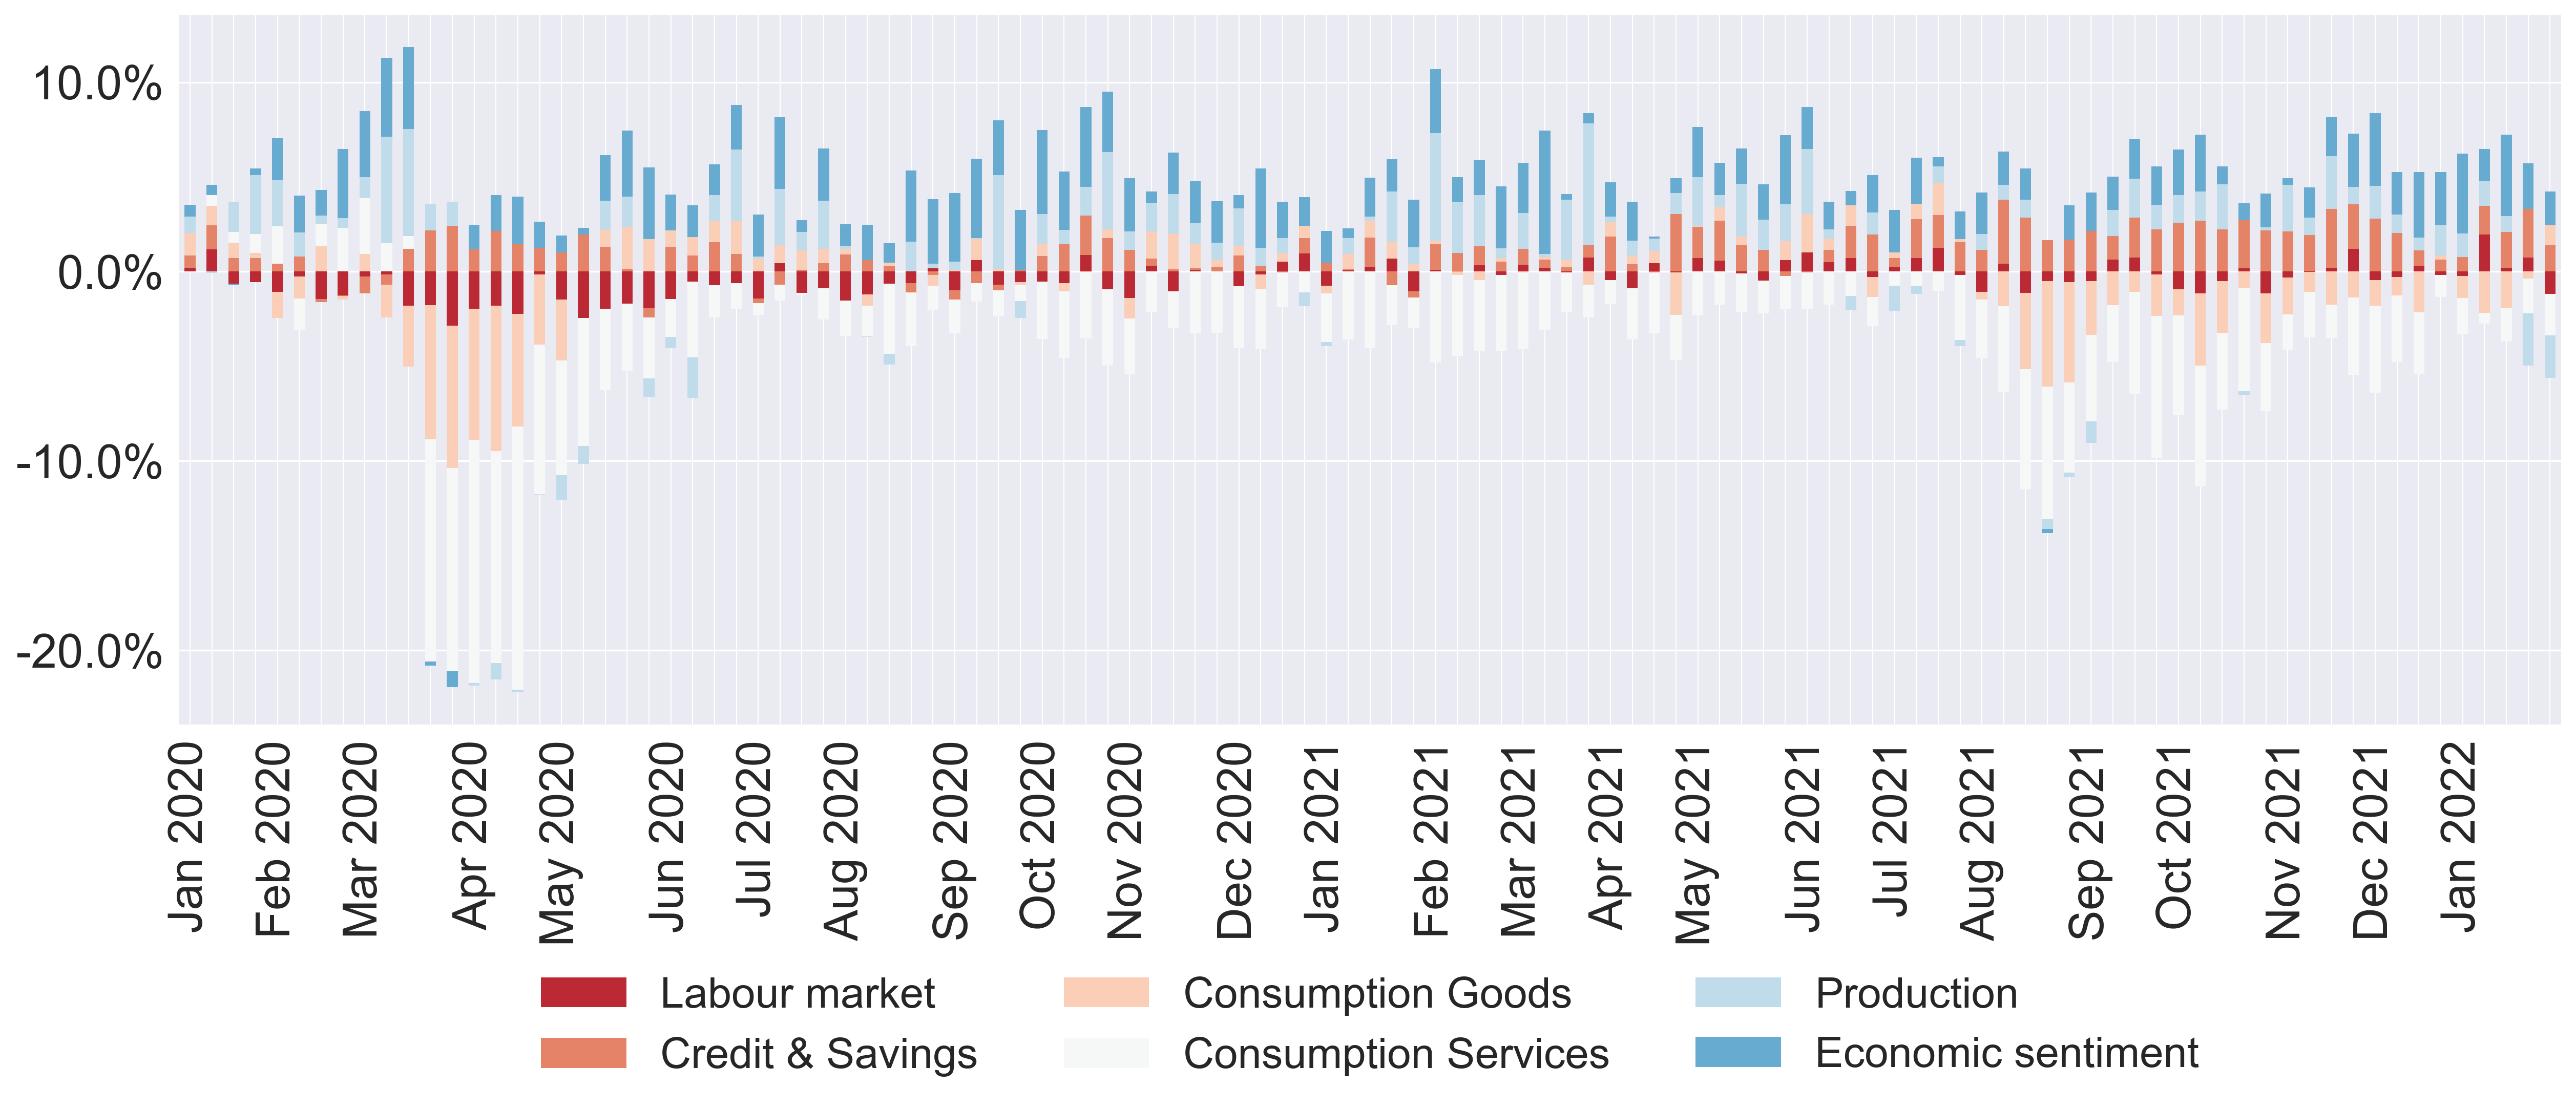 10.0%
0.0%
-10.0%
-20.0%
Jan 2020
Feb 2020
Mar 2020
Apr 2020
May 2020
Jun 2020
Jul 2020
Aug 2020
Sep 2020
Oct 2020
Nov 2020
Dec 2020
Jan 2021
Feb 2021
Mar 2021
Apr 2021
May 2021
Jun 2021
Jul 2021
Aug 2021
Sep 2021
Oct 2021
Nov 2021
Dec 2021
Jan 2022
Labour market
Credit & Savings
Consumption Goods
Consumption Services
Production
Economic sentiment